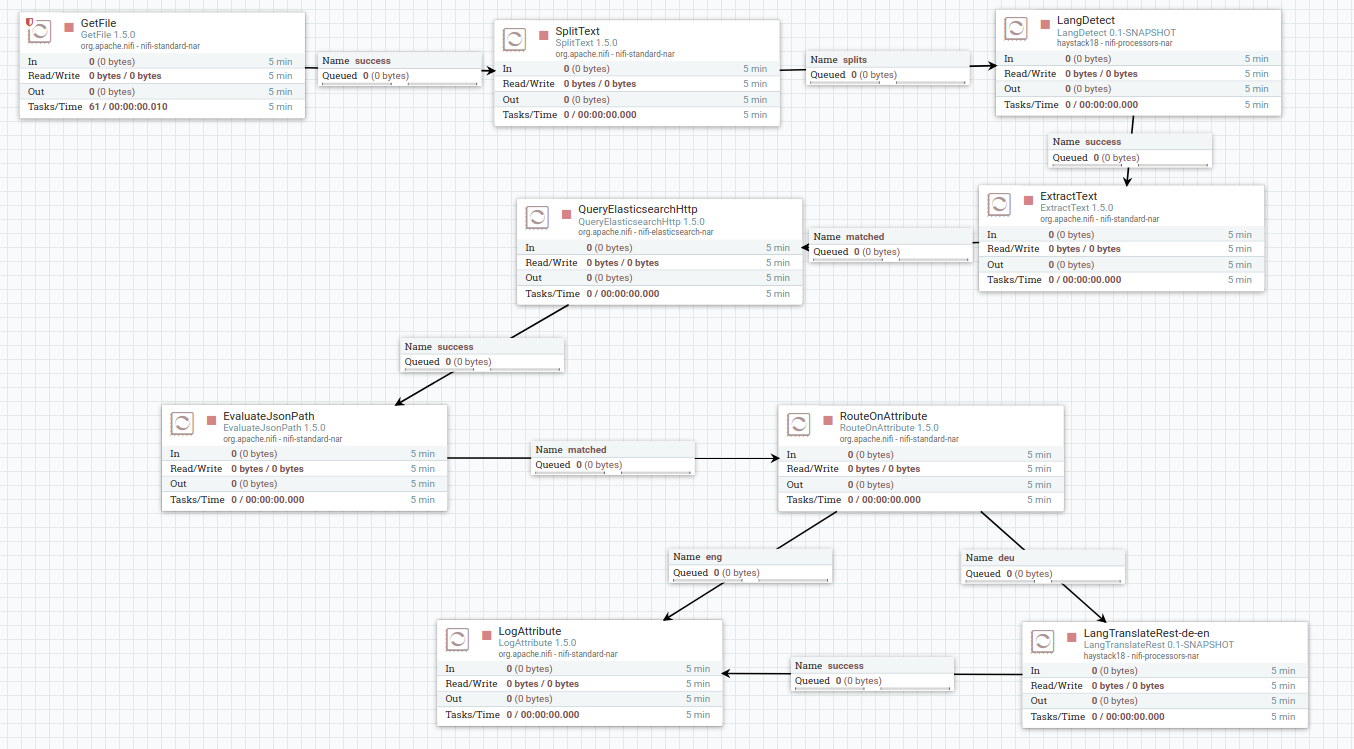 GetFile
GetFile 1.5.0
org.apache.nifi - nifi-standard-nar
In 0 (0 bytes) 5 min
Read/Write 0 bytes / 0 bytes 5 min
Out 0 (0 bytes) 5 min
Tasks/Time 61 / 00:00:00.010 5 min
Name success
Queued 0 (0 bytes)
SplitText
SplitText 1.5.0
org.apache.nifi - nifi-standard-nar
In 0 (0 bytes) 5 min
Read/Write 0 bytes / 0 bytes 5 min
Out 0 (0 bytes) 5 min
Tasks/Time 0 / 00:00:00.000 5 min
Name splits
Queued 0 (0 bytes)
LangDetect
LangDetect 0.1-SNAPSHOT
haystack18 - nifi-processors-nar
In 0 (0 bytes) 5 min
Read/Write 0 bytes / 0 bytes 5 min
Out 0 (0 bytes) 5 min
Tasks/Time 0 / 00:00:00.000 5 min
Name success
Queued 0 (0 bytes)
ExtractText
ExtractText 1.5.0
org.apache.nifi - nifi-standard-nar
In 0 (0 bytes) 5 min
Read/Write 0 bytes / 0 bytes 5 min
Out 0 (0 bytes) 5 min
Tasks/Time 0 / 00:00:00.000 5 min
Name matched
Queued 0 (0 bytes)
QueryElasticsearchHttp
QueryElasticsearchHttp 1.5.0
org.apache.nifi - nifi-elasticsearch-nar
In 0 (0 bytes) 5 min
Read/Write 0 bytes / 0 bytes 5 min
Out 0 (0 bytes) 5 min
Tasks/Time 0 / 00:00:00.000 5 min
Name success
Queued 0 (0 bytes)
EvaluateJsonPath
EvaluateJsonPath 1.5.0
org.apache.nifi - nifi-standard-nar
In 0 (0 bytes) 5 min
Read/Write 0 bytes / 0 bytes 5 min
Out 0 (0 bytes) 5 min
Tasks/Time 0 / 00:00:00.000 5 min
Name matched
Queued 0 (0 bytes)
RouteOnAttribute
RouteOnAttribute 1.5.0
org.apache.nifi - nifi-standard-nar
In 0 (0 bytes) 5 min
Read/Write 0 bytes / 0 bytes 5 min
Out 0 (0 bytes) 5 min
Tasks/Time 0 / 00:00:00.000 5 min
Name eng
Queued 0 (0 bytes)
Name deu
Queued 0 (0 bytes)
LogAttribute
LogAttribute 1.5.0
org.apache.nifi - nifi-standard-nar
In 0 (0 bytes) 5 min
Read/Write 0 bytes / 0 bytes 5 min
Out 0 (0 bytes) 5 min
Tasks/Time 0 / 00:00:00.000 5 min
Name success
Queued 0 (0 bytes)
LangTranslateRest-de-en
LangTranslateRest 0.1-SNAPSHOT
haystack18 - nifi-processors-nar
In 0 (0 bytes) 5 min
Read/Write 0 bytes / 0 bytes 5 min
Out 0 (0 bytes) 5 min
Tasks/Time 0 / 00:00:00.000 5 min